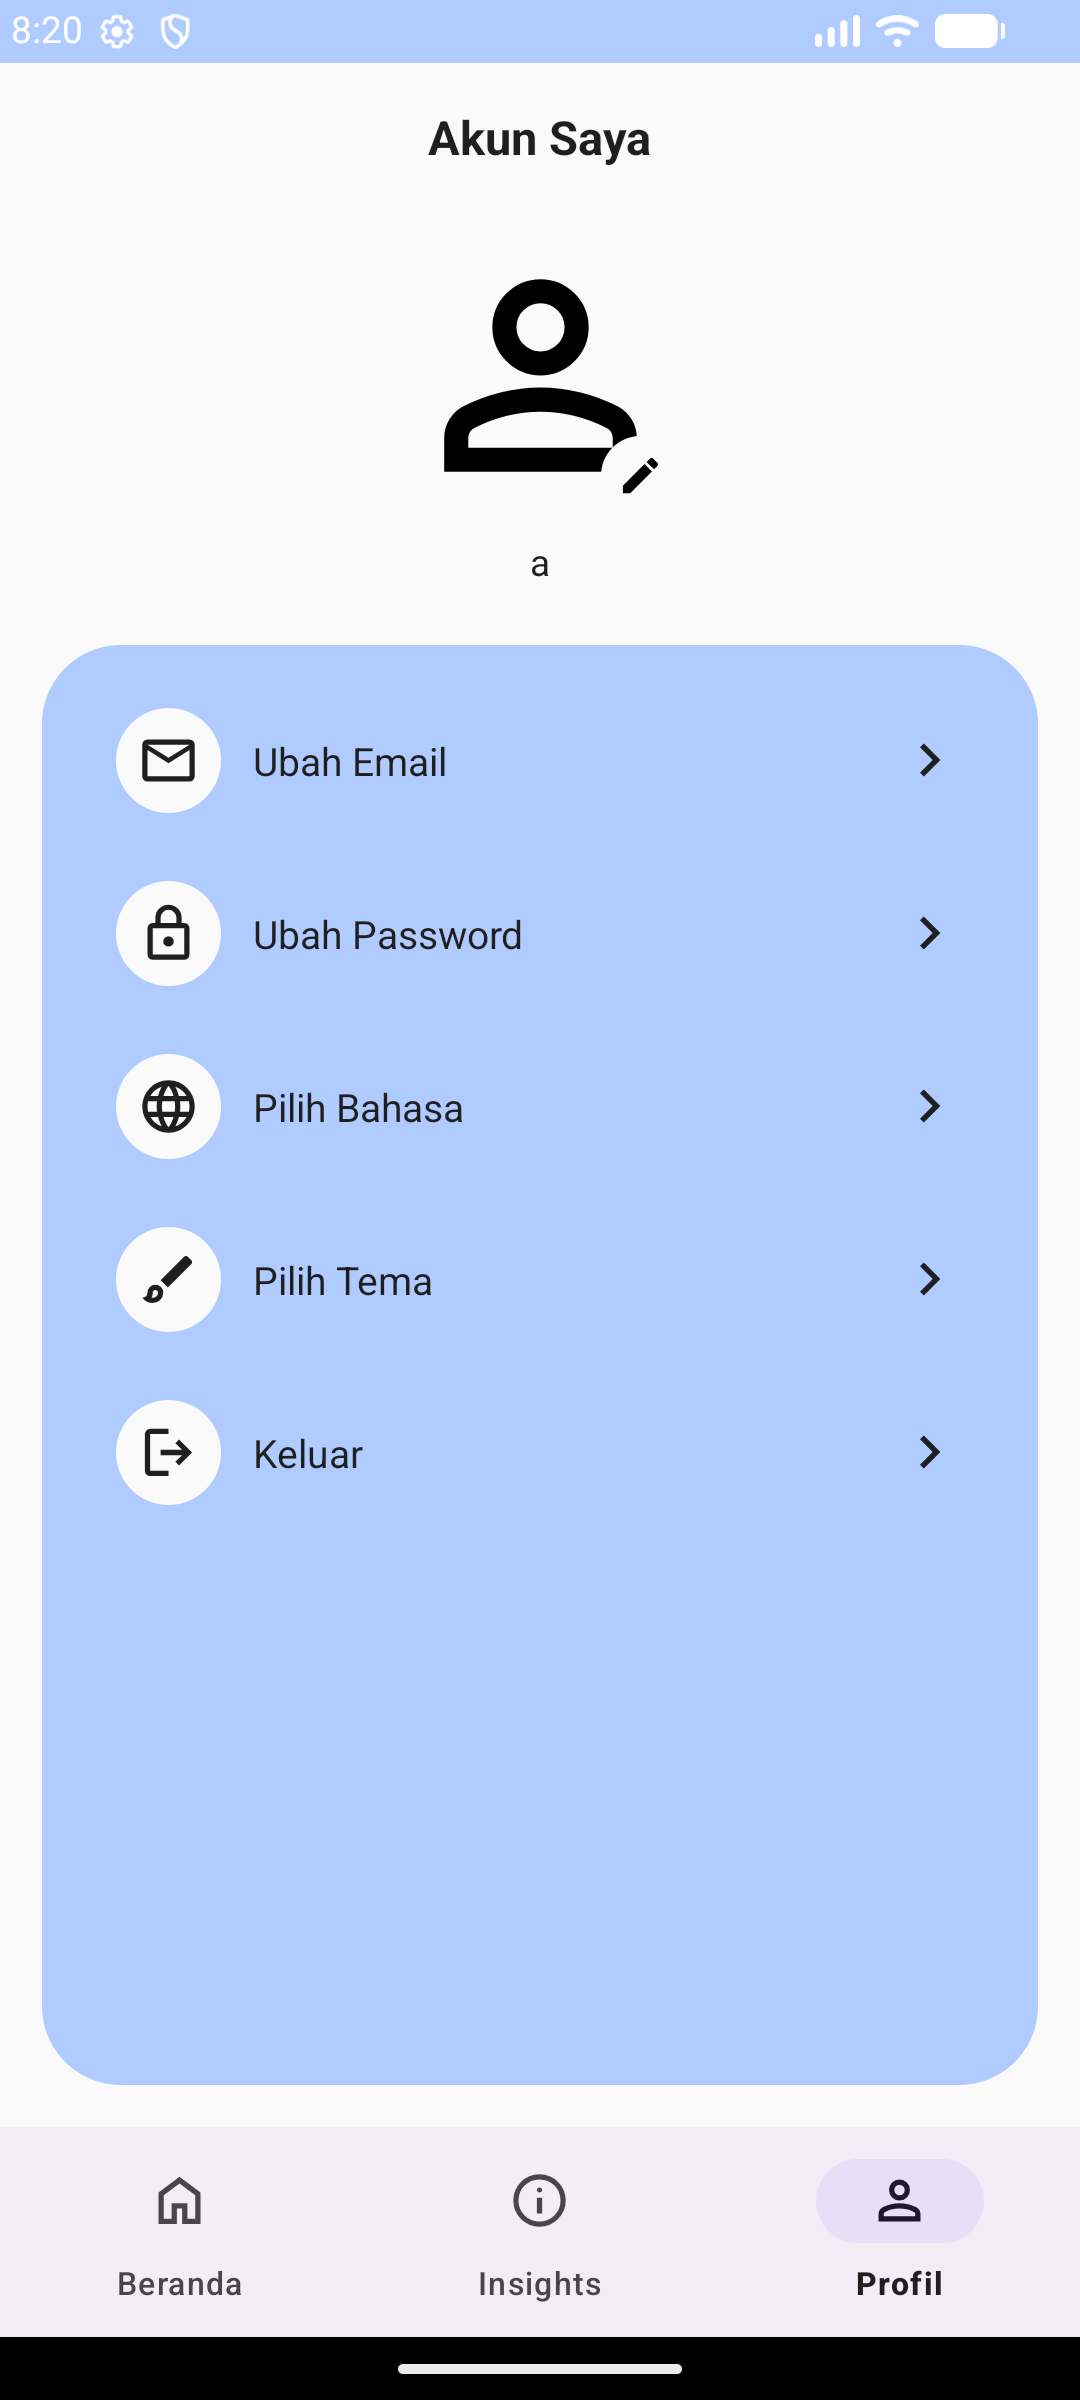 8:20
Akun Saya
a
Ubah Email
Ubah Password
Pilih Bahasa
Pilih Tema
Keluar
Beranda
Insights
Profil